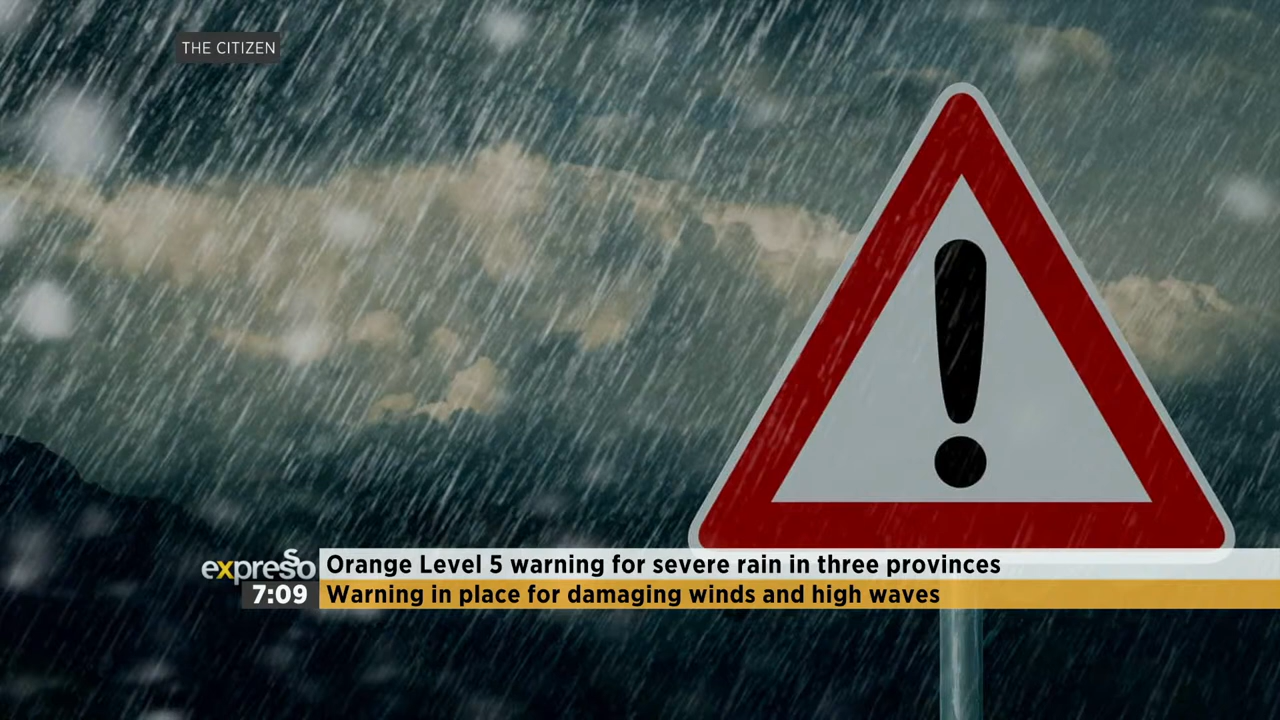 THE CITIZEN
expresso
Orange Level 5 warning for severe rain in three provinces
7:09
Warning in place for damaging winds and high waves